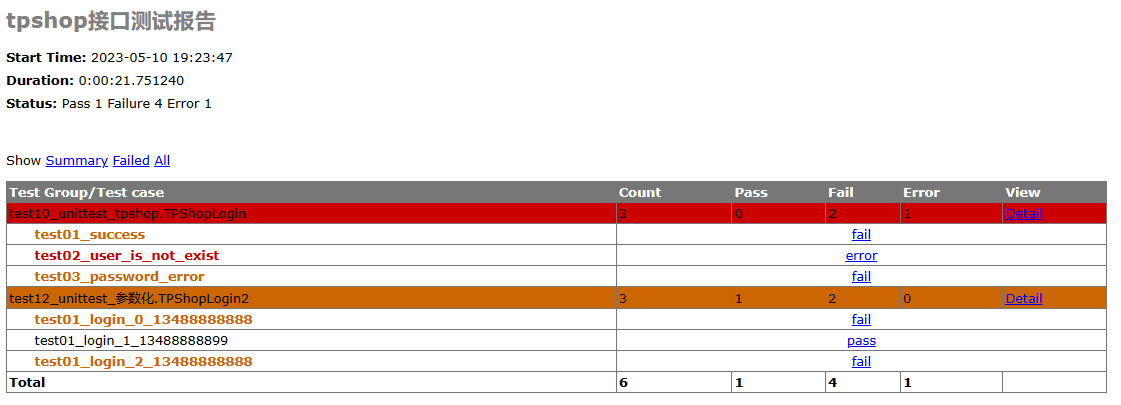 tpshop接口测试报告
Start Time: 2023-05-10 19:23:47
Duration: 0:00:21.751240
Status: Pass 1 Failure 4 Error 1
Show Summary Failed All
Test Group/Test case Count Pass Fail Error View
test10_unittest_tpshop.TPShopLogin 3 0 2 1 Detail
test01_success fail
test02_user_is_not_exist error
test03_password_error fail
test12_unittest_参数化.TPShopLogin2 3 1 2 0 Detail
test01_login_0_13488888888 fail
test01_login_1_13488888899 pass
test01_login_2_13488888888 fail
Total 6 1 4 1